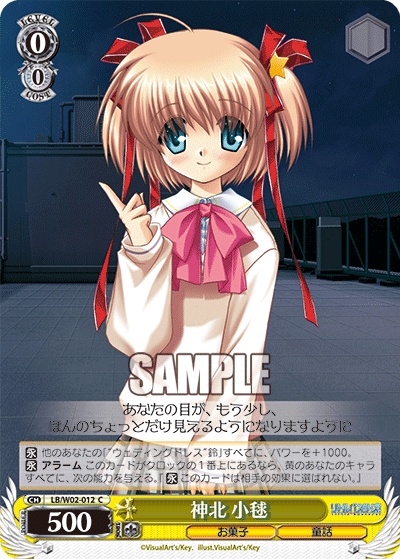 LEVEL
0
0
COST
SAMPLE
あなたの目が、もう少し、
ほんのちょっとだけ見えるようになりますように
永 他のあなたの“ウェディングドレス”鈴”すべてに、パワーを＋1000。
永 アラーム このカードがクロックの１番上にあるなら、黄のあなたのキャラ
すべてに、次の能力を与える。『永 このカードは相手の効果に選ばれない。』
CH LB/W02-012 C
500
神北 小毬
お菓子 童話
©VisualArt's/Key. illust.VisualArt's/Key.